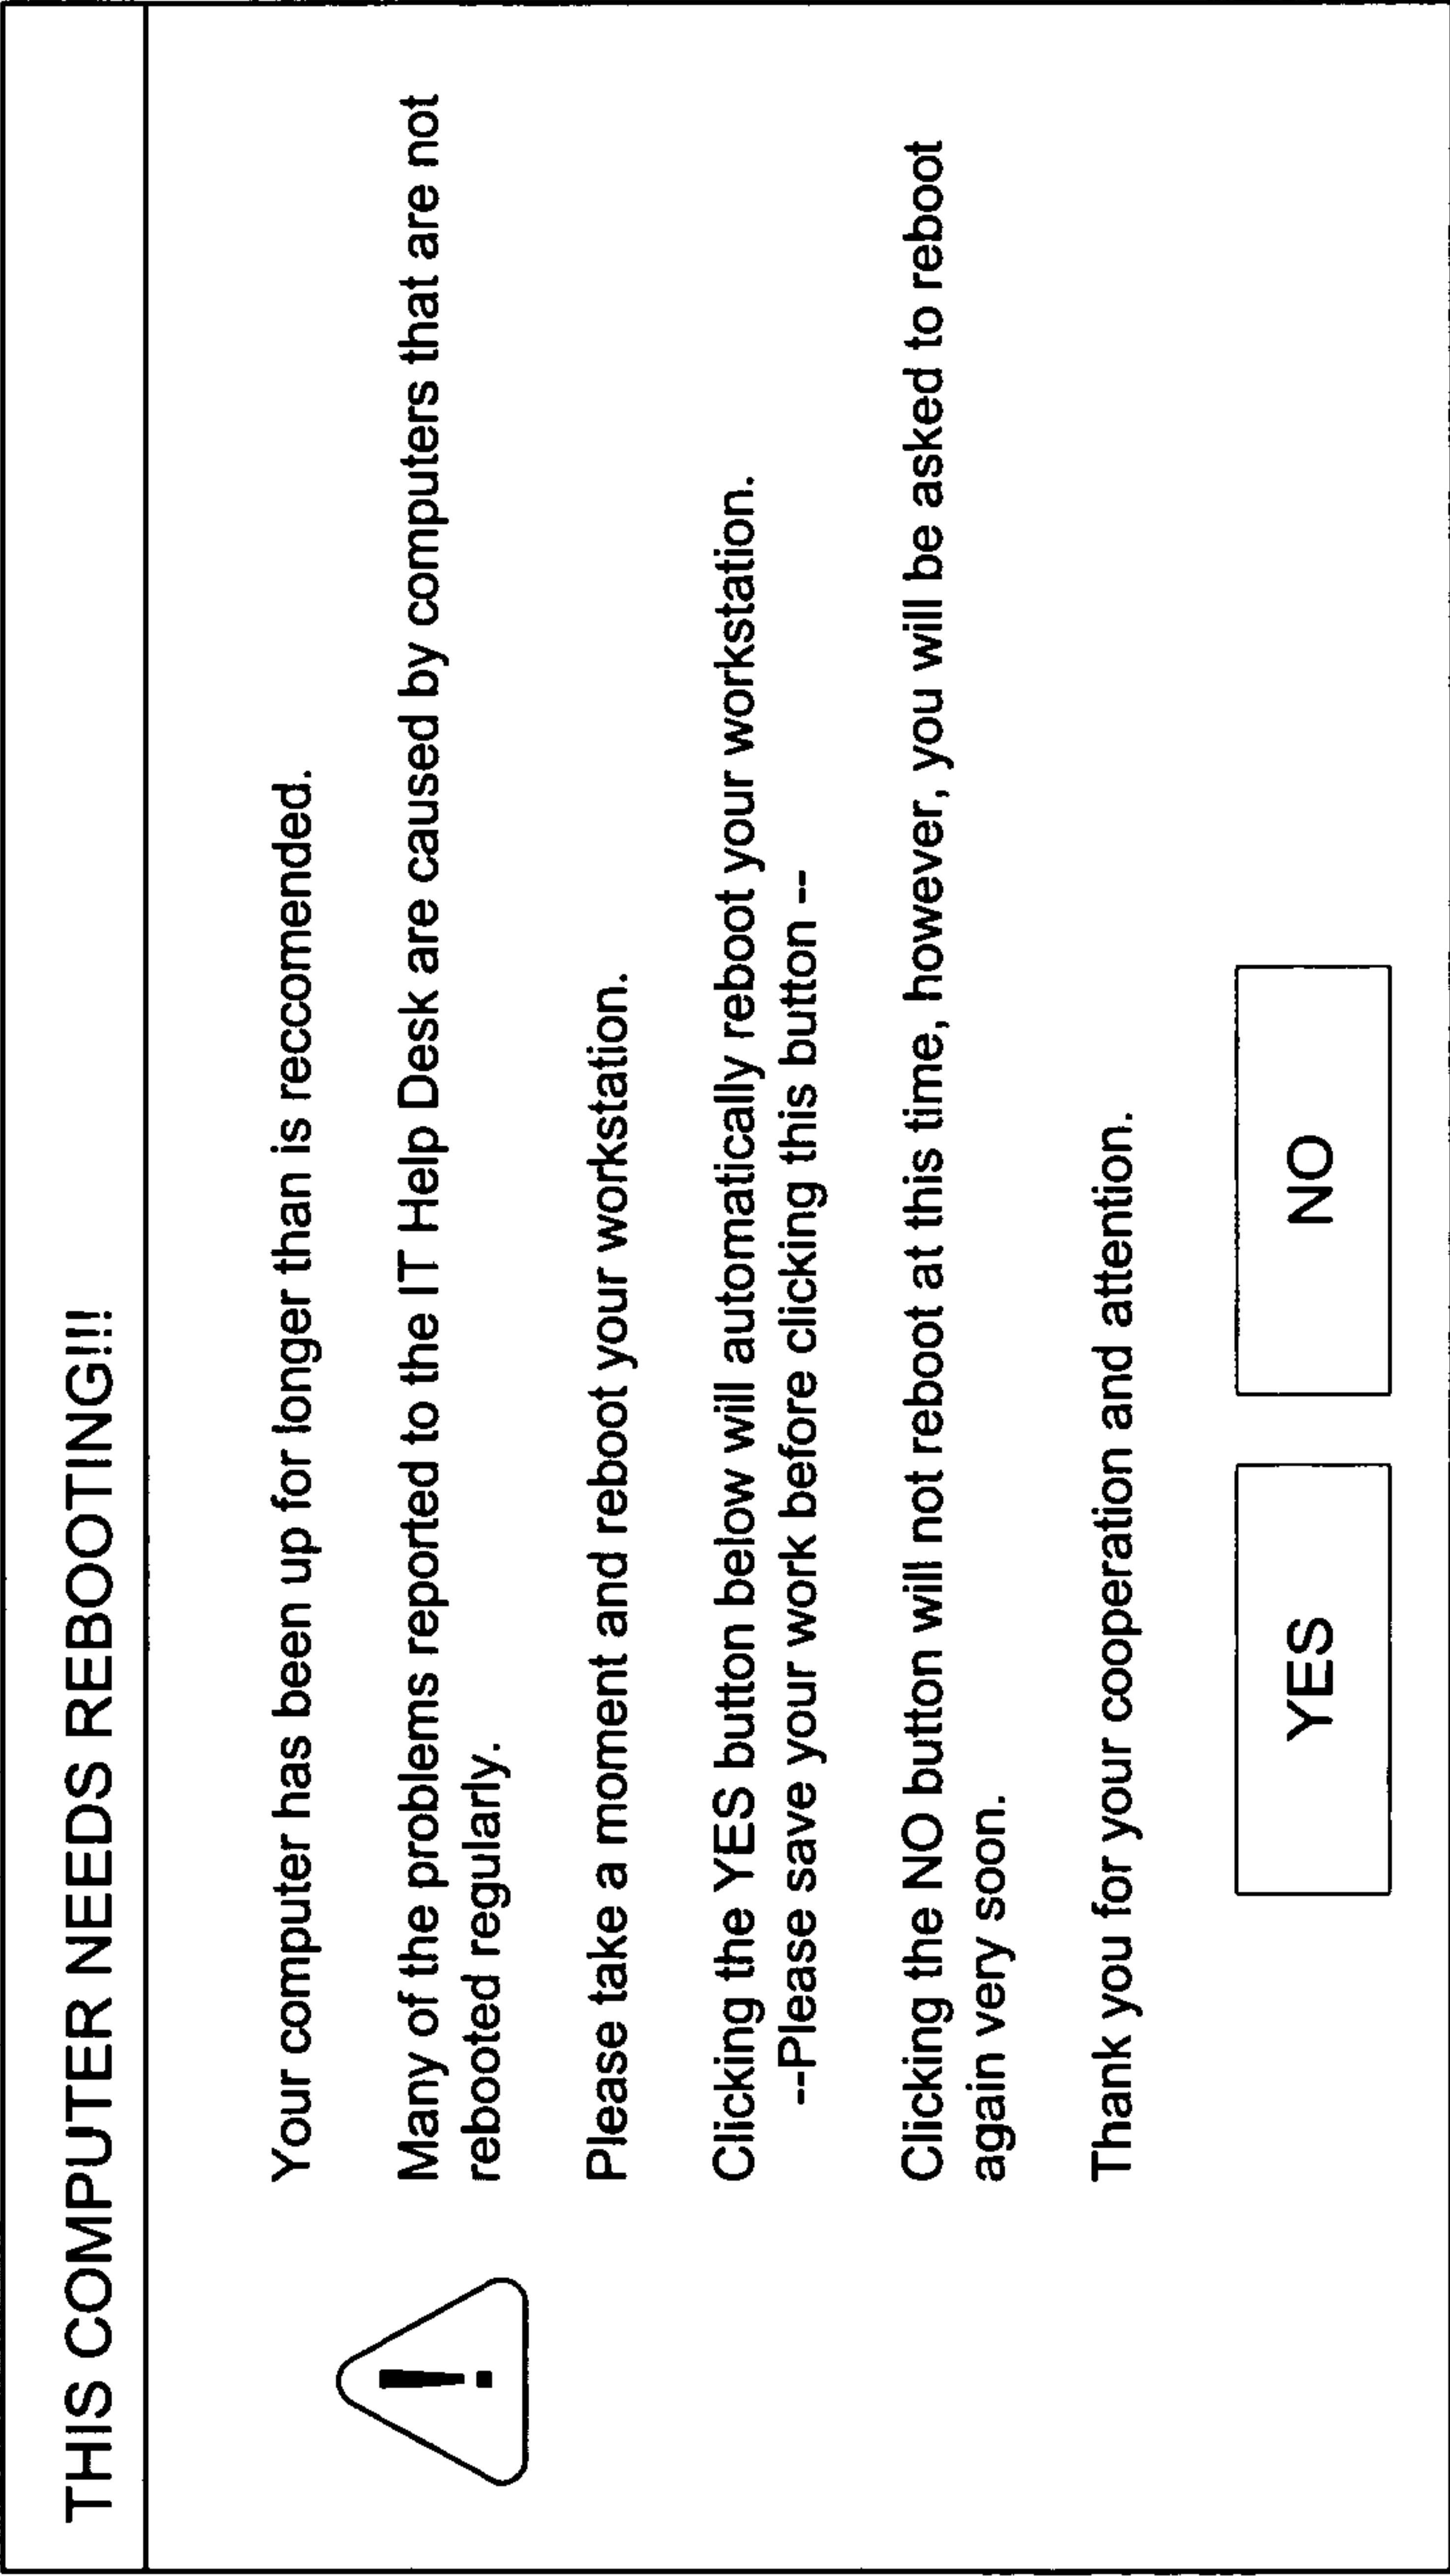 THIS COMPUTER NEEDS REBOOTING!!!
Your computer has been up for longer than is reccomended.
Many of the problems reported to the IT Help Desk are caused by computers that are not
rebooted regularly.
Please take a moment and reboot your workstation.
Clicking the YES button below will automatically reboot your workstation.
--Please save your work before clicking this button --
Clicking the NO button will not reboot at this time, however, you will be asked to reboot
again very soon.
Thank you for your cooperation and attention.
YES NO